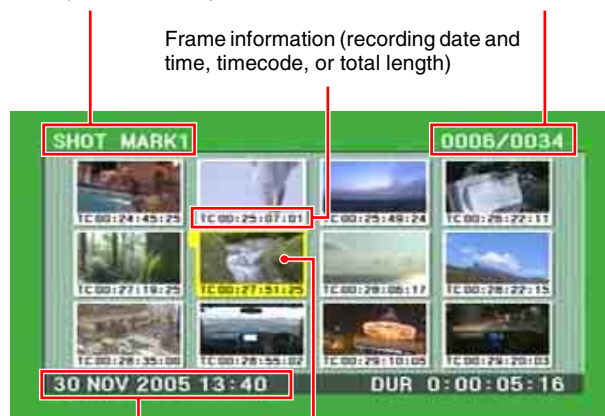 Frame information (recording date and
time, timecode, or total length)
SHOT MARK1
0006/0034
TC 00:24:45:25
TC 00:25:07:01
TC 00:25:49:24
TC 00:26:22:11
TC 00:27:19:25
TC 00:27:51:25
TC 00:28:06:17
TC 00:28:22:15
TC 00:28:35:00
TC 00:28:55:02
TC 00:29:10:05
TC 00:29:20:03
30 NOV 2005 13:40
DUR 0:00:05:16